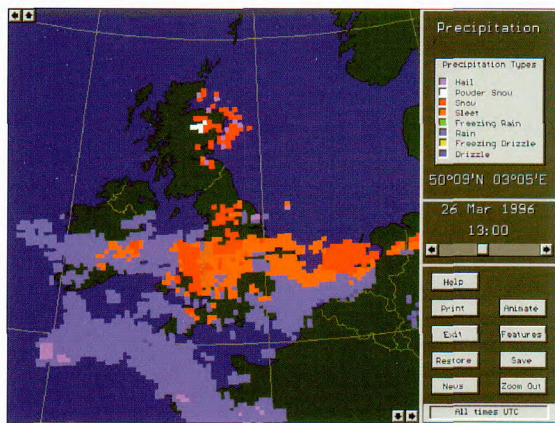 Precipitation
Precipitation Types
Hail
Powder Snow
Snow
Sleet
Freezing Rain
Rain
Freezing Drizzle
Drizzle
50°09'N 03°05'E
26 Mar 1996
13:00
Help
Print Animate
Exit Features
Restore Save
News Zoom Out
All times UTC